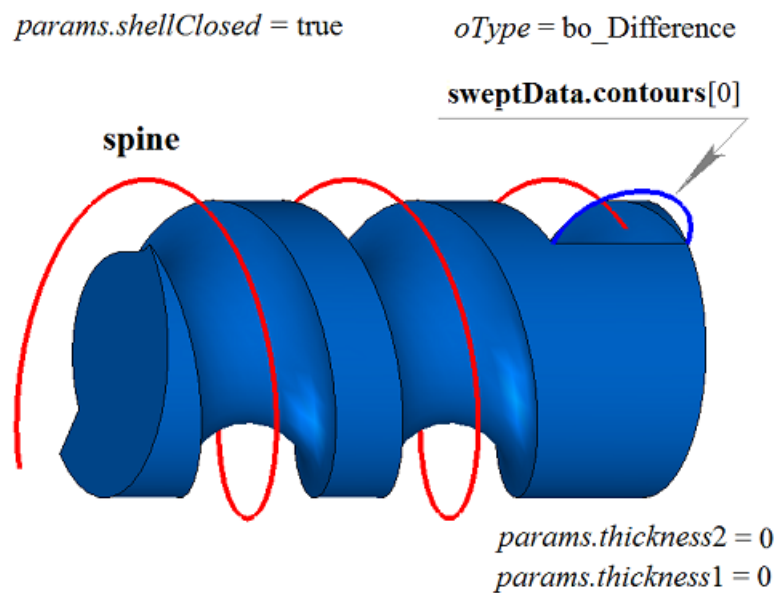 params.shellClosed = true
oType = bo_Difference
sweptData.contours[0]
spine
params.thickness2 = 0
params.thickness1 = 0